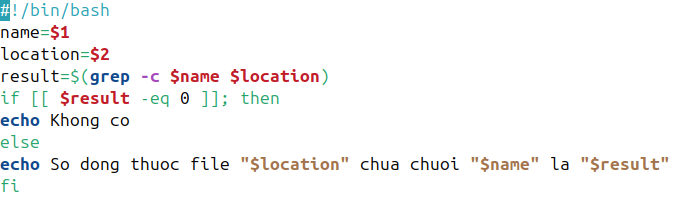 #!/bin/bash
name=$1
location=$2
result=$(grep -c $name $location)
if [[ $result -eq 0 ]]; then
echo Khong co
else
echo So dong thuoc file "$location" chua chuoi "$name" la "$result"
fi